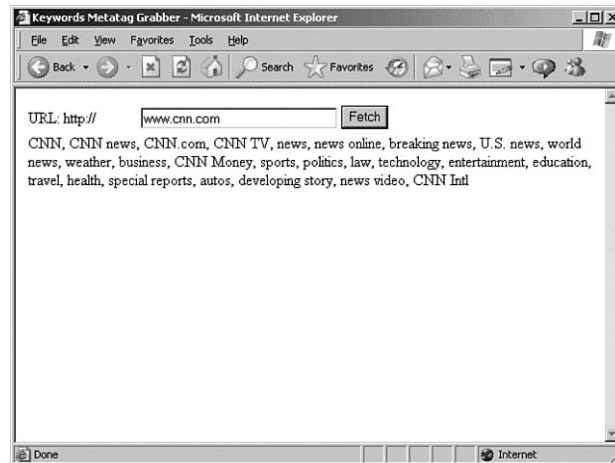 Keywords Metatag Grabber - Microsoft Internet Explorer
File Edit View Favorites Tools Help
Back Search Favorites
URL: http:// www.cnn.com Fetch
CNN, CNN news, CNN.com, CNN TV, news, news online, breaking news, U.S. news, world
news, weather, business, CNN Money, sports, politics, law, technology, entertainment, education,
travel, health, special reports, autos, developing story, news video, CNN Intl
Done Internet